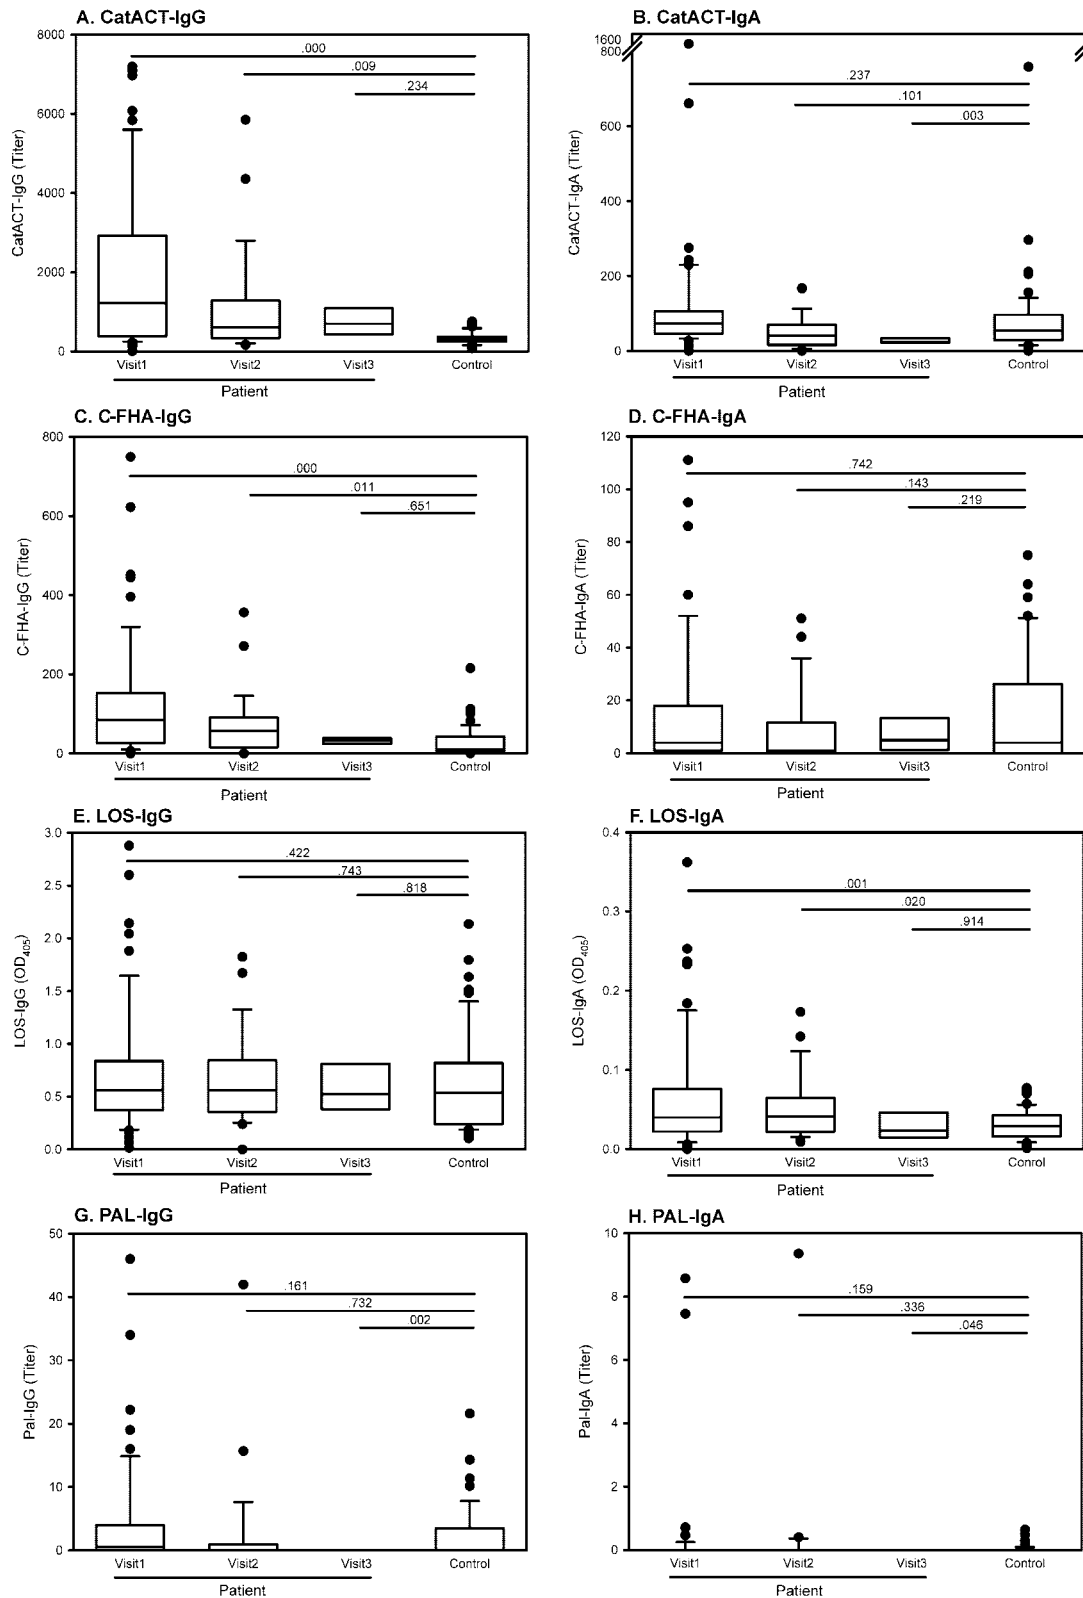 A. CatACT-IgG
8000
6000
4000
2000
0
CatACT-IgG (Titer)
.000
.009
.234
Visit1 Visit2 Visit3 Control
Patient
B. CatACT-IgA
1600
800
600
400
200
0
CatACT-IgA (Titer)
.237
.101
.003
Visit1 Visit2 Visit3 Control
Patient
C. C-FHA-IgG
800
600
400
200
0
C-FHA-IgG (Titer)
.000
.011
.651
Visit1 Visit2 Visit3 Control
Patient
D. C-FHA-IgA
120
100
80
60
40
20
0
C-FHA-IgA (Titer)
.742
.143
.219
Visit1 Visit2 Visit3 Control
Patient
E. LOS-IgG
3.0
2.5
2.0
1.5
1.0
0.5
0.0
LOS-IgG (OD405)
.422
.743
.818
Visit1 Visit2 Visit3 Control
Patient
F. LOS-IgA
0.4
0.3
0.2
0.1
0.0
LOS-IgA (OD405)
.001
.020
.914
Visit1 Visit2 Visit3 Control
Patient
G. PAL-IgG
50
40
30
20
10
0
Pal-IgG (Titer)
.161
.732
.002
Visit1 Visit2 Visit3 Control
Patient
H. PAL-IgA
10
8
6
4
2
0
Pal-IgA (Titer)
.159
.336
.046
Visit1 Visit2 Visit3 Control
Patient